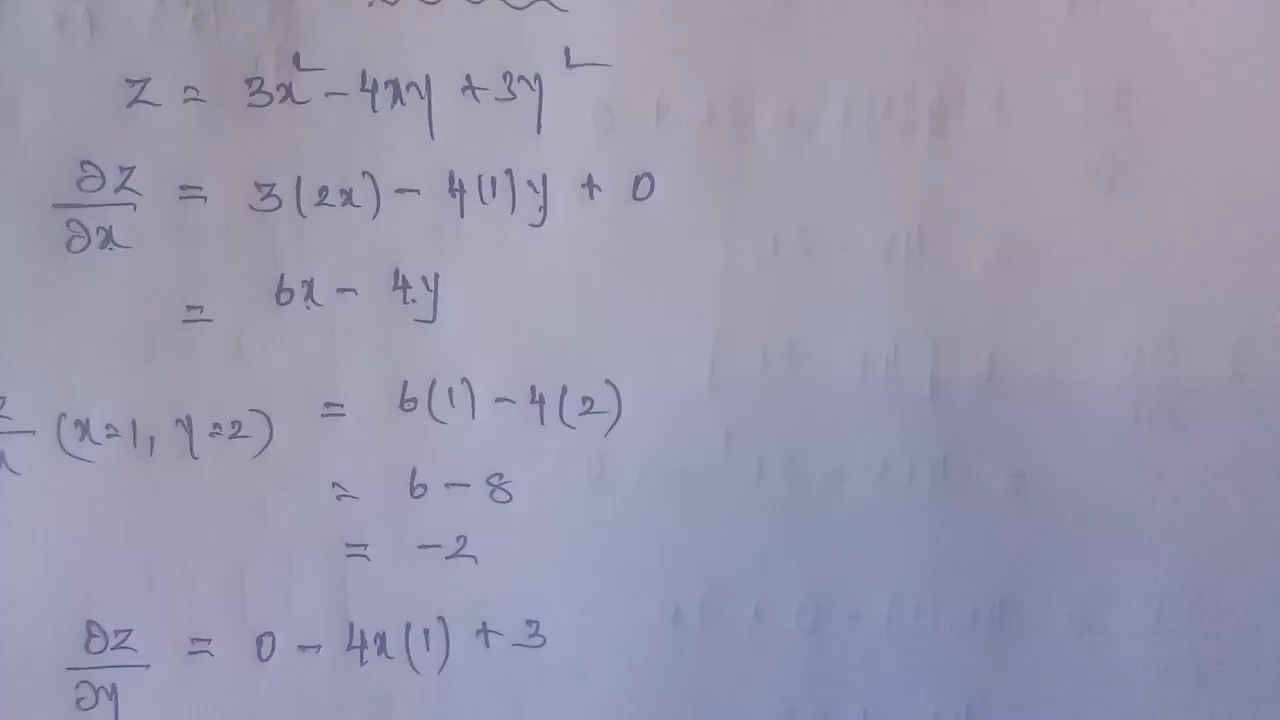 z = 3x² - 4xy + 3y²
∂z/∂x = 3(2x) - 4(1)y + 0
= 6x - 4y
(x=1, y=2) = 6(1) - 4(2)
= 6 - 8
= -2
∂z/∂y = 0 - 4x(1) + 3